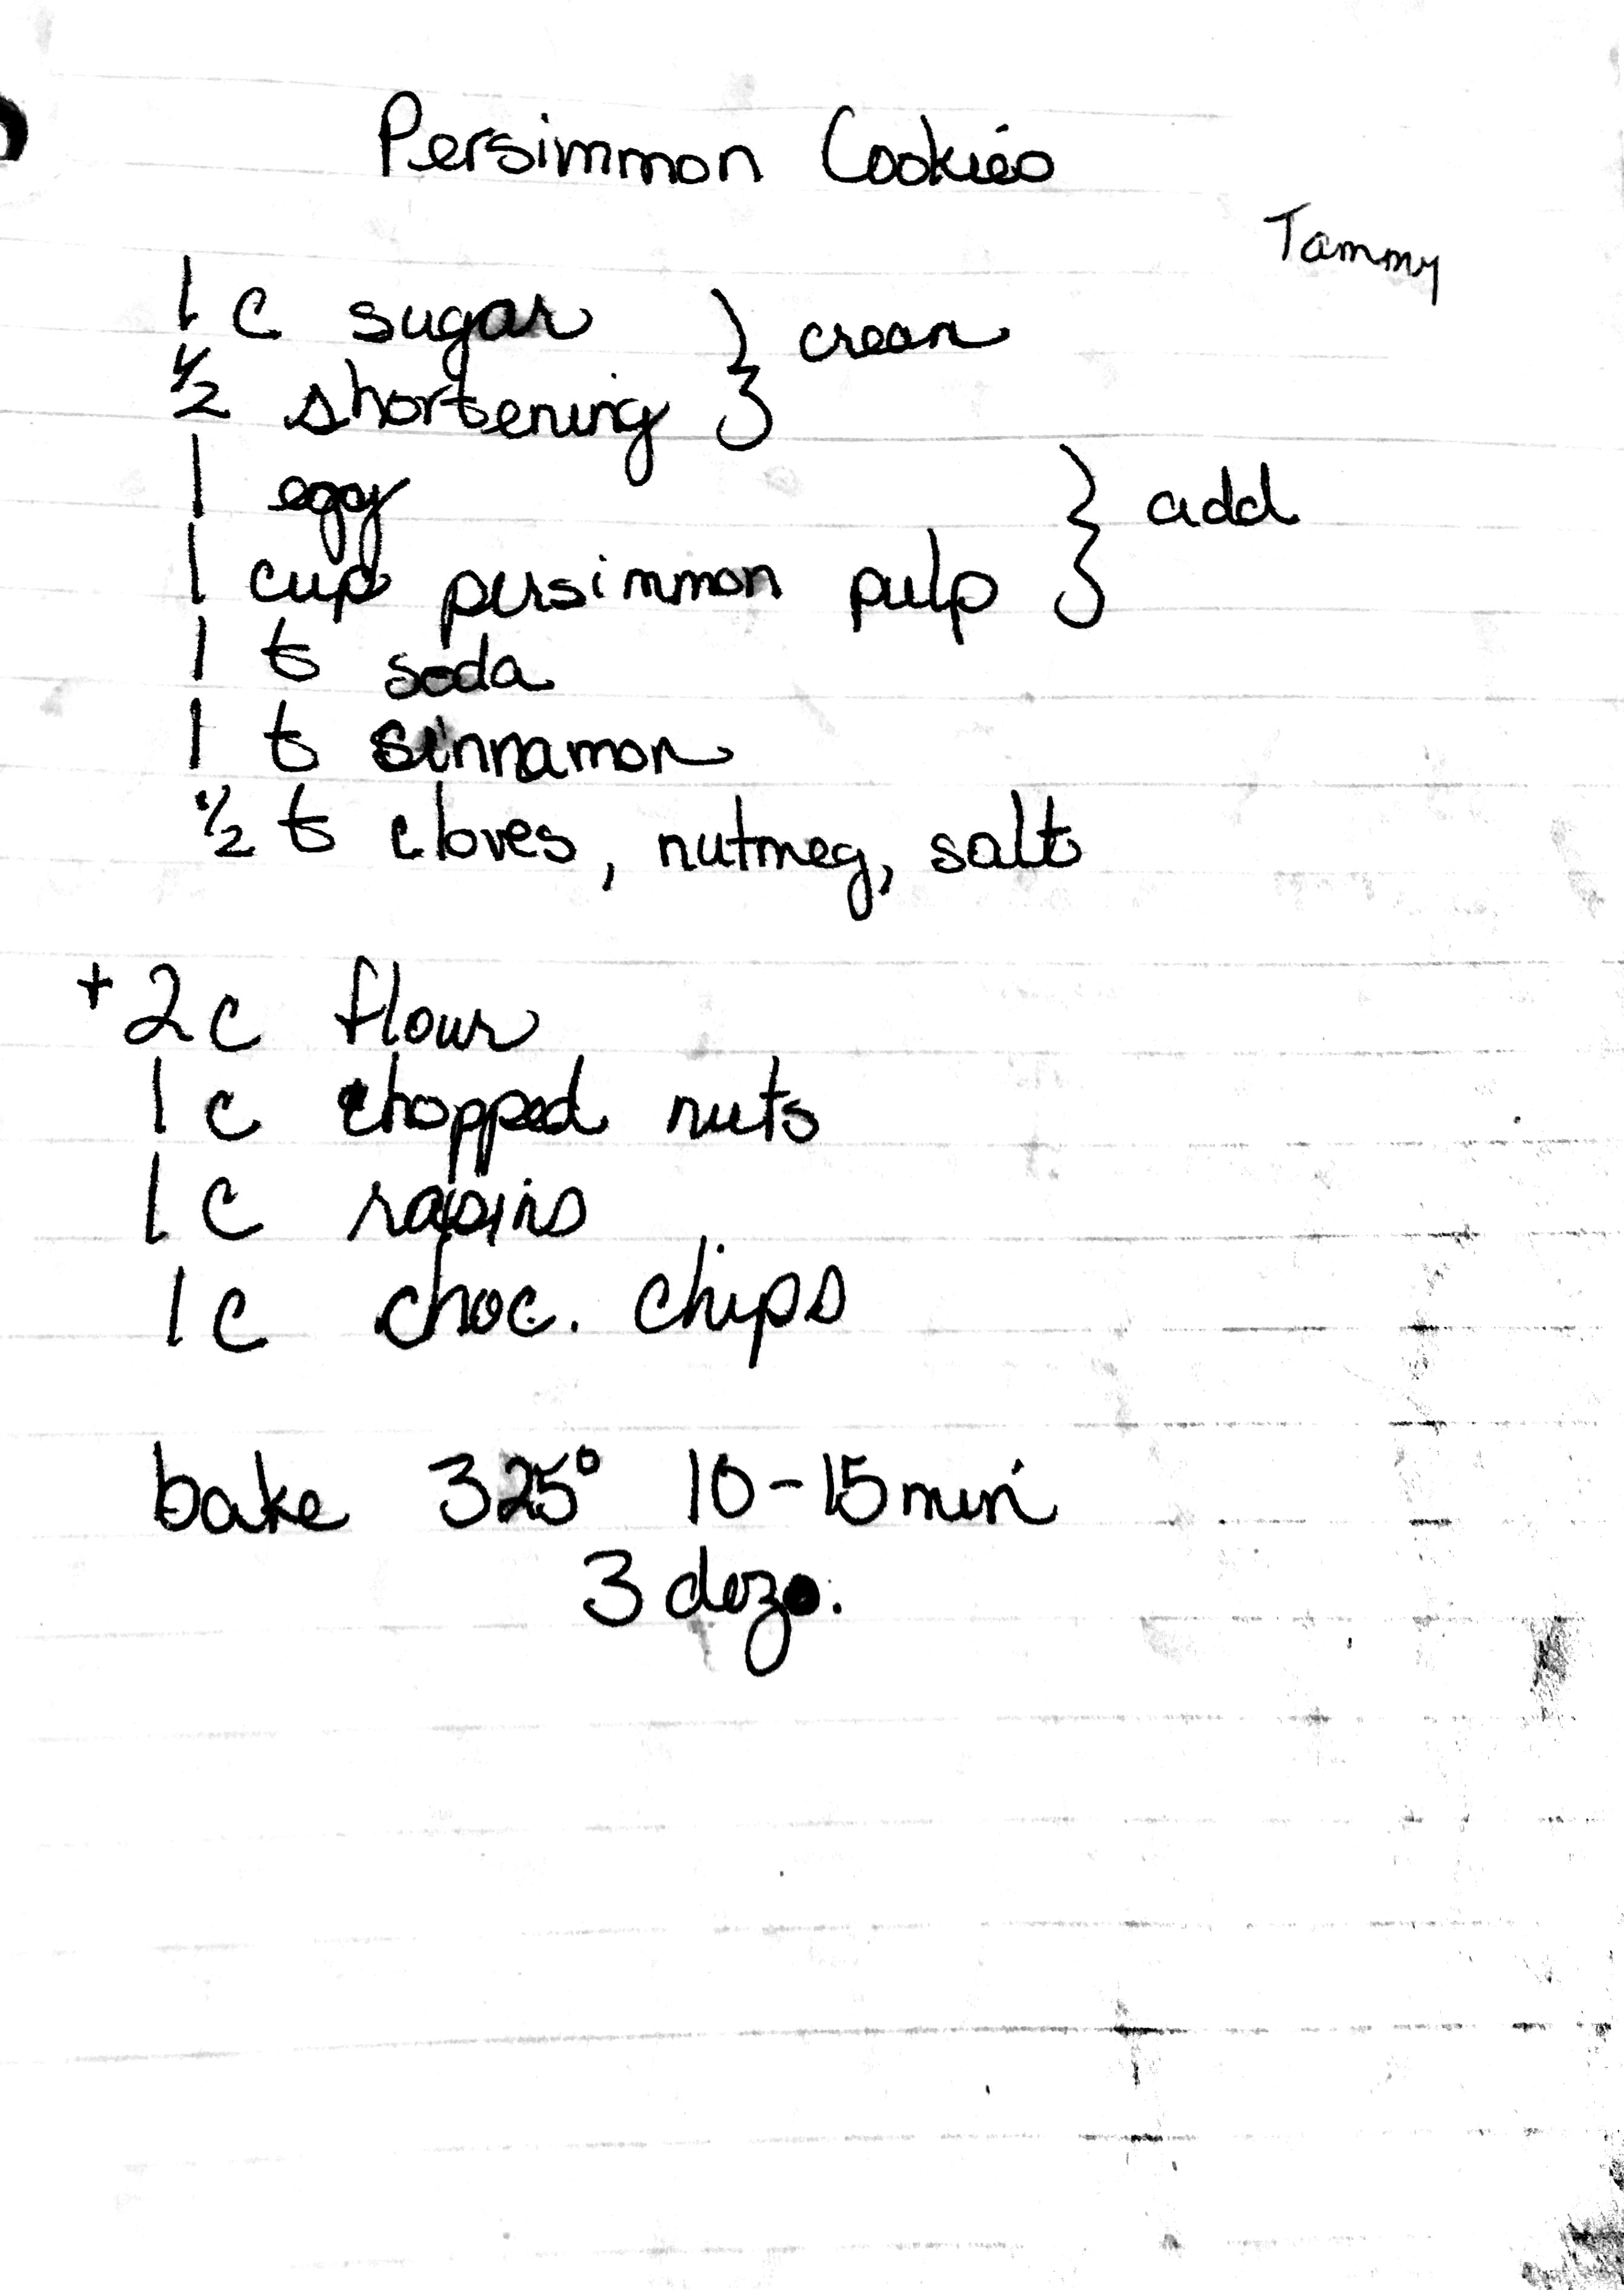 Persimmon Cookies
Tammy
1 c sugar } cream
1/2 shortening
1 egg
1 cup persimmon pulp } add
1 t soda
1 t sinnamon
1/2 t cloves, nutmeg, salt
+ 2c flour
1 c chopped nuts
1 c raisins
1 c choc. chips
bake 325° 10-15 min
3 doz.